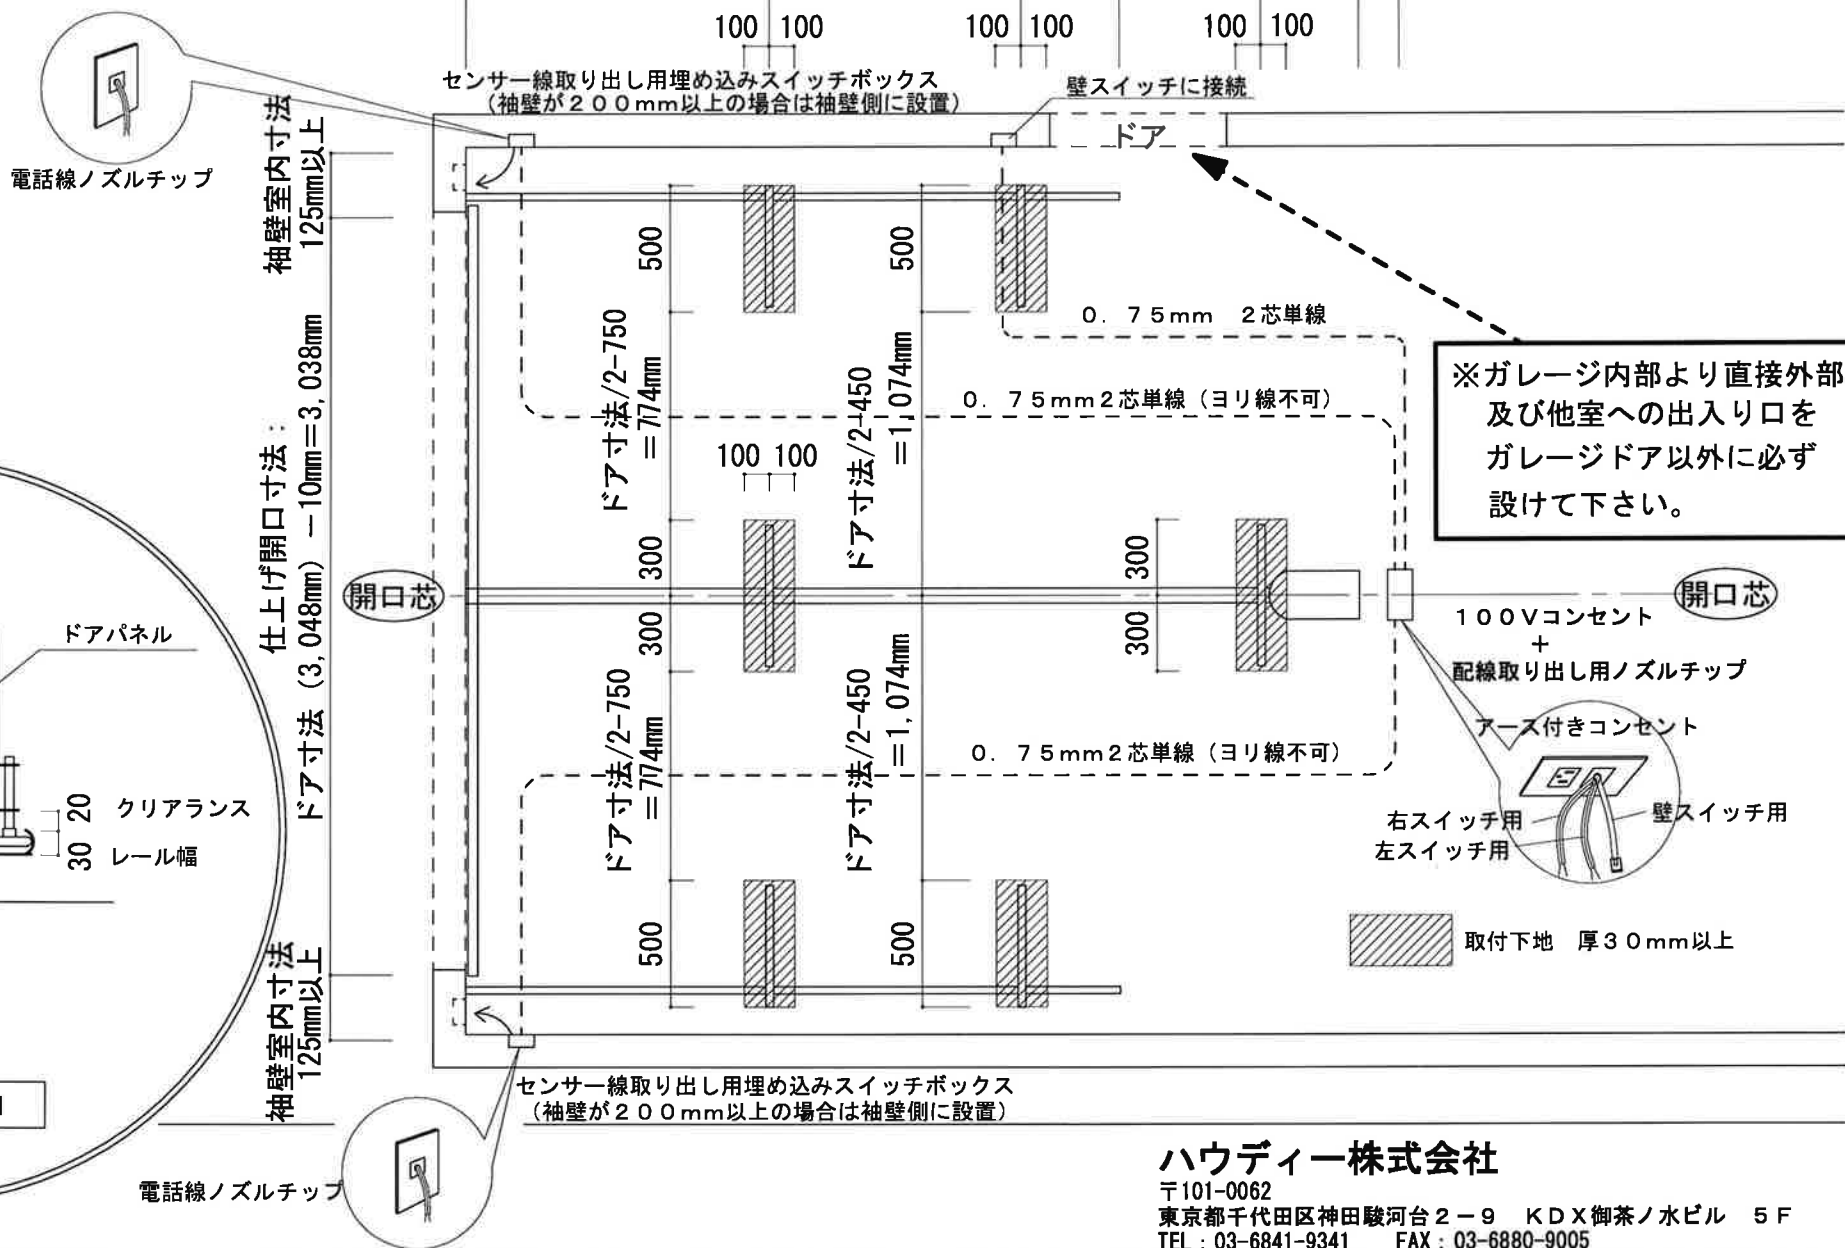 100 100
100 100
100 100
センサー線取り出し用埋め込みスイッチボックス
（袖壁が２００mm以上の場合は袖壁側に設置）
壁スイッチに接続
ドア
電話線ノズルチップ
袖壁室内寸法
125mm以上
500
500
０．７５mm　２芯単線
ドア寸法/2-750
=774mm
ドア寸法/2-450
=1,074mm
０．７５mm２芯単線（ヨリ線不可）
※ガレージ内部より直接外部
及び他室への出入り口を
ガレージドア以外に必ず
設けて下さい。
100 100
仕上げ開口寸法：
ドア寸法（3,048mm）－10mm＝3,038mm
300
300
開口芯
300
300
開口芯
１００Ｖコンセント
＋
配線取り出し用ノズルチップ
アース付きコンセント
ドアパネル
ドア寸法/2-750
=774mm
ドア寸法/2-450
=1,074mm
０．７５mm２芯単線（ヨリ線不可）
20 クリアランス
30 レール幅
右スイッチ用
左スイッチ用
壁スイッチ用
500
500
取付下地　厚３０mm以上
袖壁室内寸法
125mm以上
センサー線取り出し用埋め込みスイッチボックス
（袖壁が２００mm以上の場合は袖壁側に設置）
電話線ノズルチップ
ハウディー株式会社
〒101-0062
東京都千代田区神田駿河台２－９　ＫＤＸ御茶ノ水ビル　５Ｆ
TEL：03-6841-9341　FAX：03-6880-9005